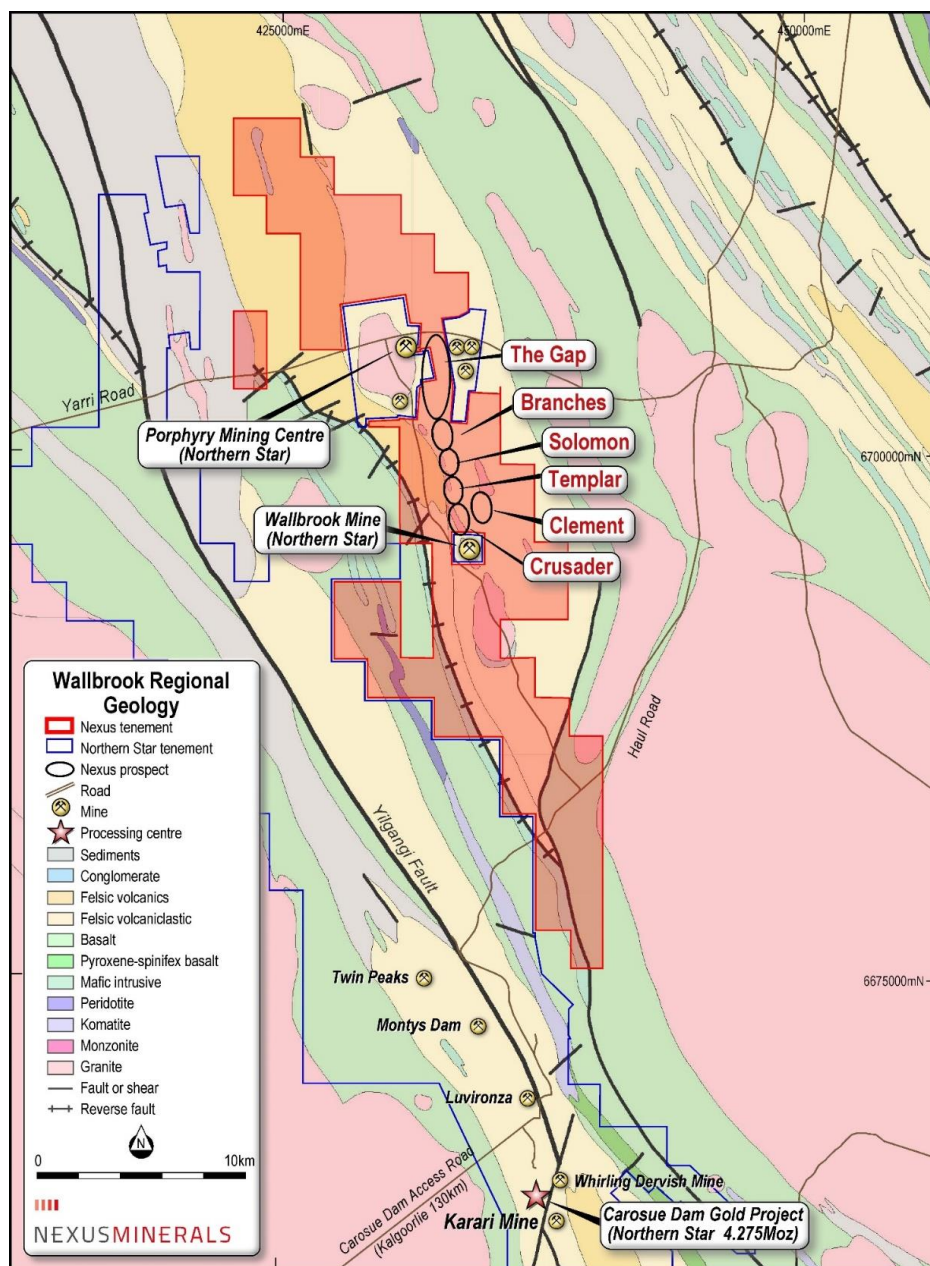 425000mE
450000mE
The Gap
Yarri Road
Branches
Porphyry Mining Centre
(Northern Star)
Solomon
6700000mN
Templar
Wallbrook Mine
(Northern Star)
Clement
Crusader
Wallbrook Regional
Geology
Nexus tenement
Northern Star tenement
Nexus prospect
Road
Mine
Processing centre
Sediments
Conglomerate
Felsic volcanics
Felsic volcaniclastic
Basalt
Pyroxene-spinifex basalt
Mafic intrusive
Peridotite
Komatite
Monzonite
Granite
Fault or shear
Reverse fault
N
0
10km
NEXUSMINERALS
Haul Road
Yilgangi Fault
Twin Peaks
6675000mN
Montys Dam
Luvironza
Carosue Dam Access Road
(Kalgoorlie 130km)
Whirling Dervish Mine
Karari Mine
Carosue Dam Gold Project
(Northern Star 4.275Moz)